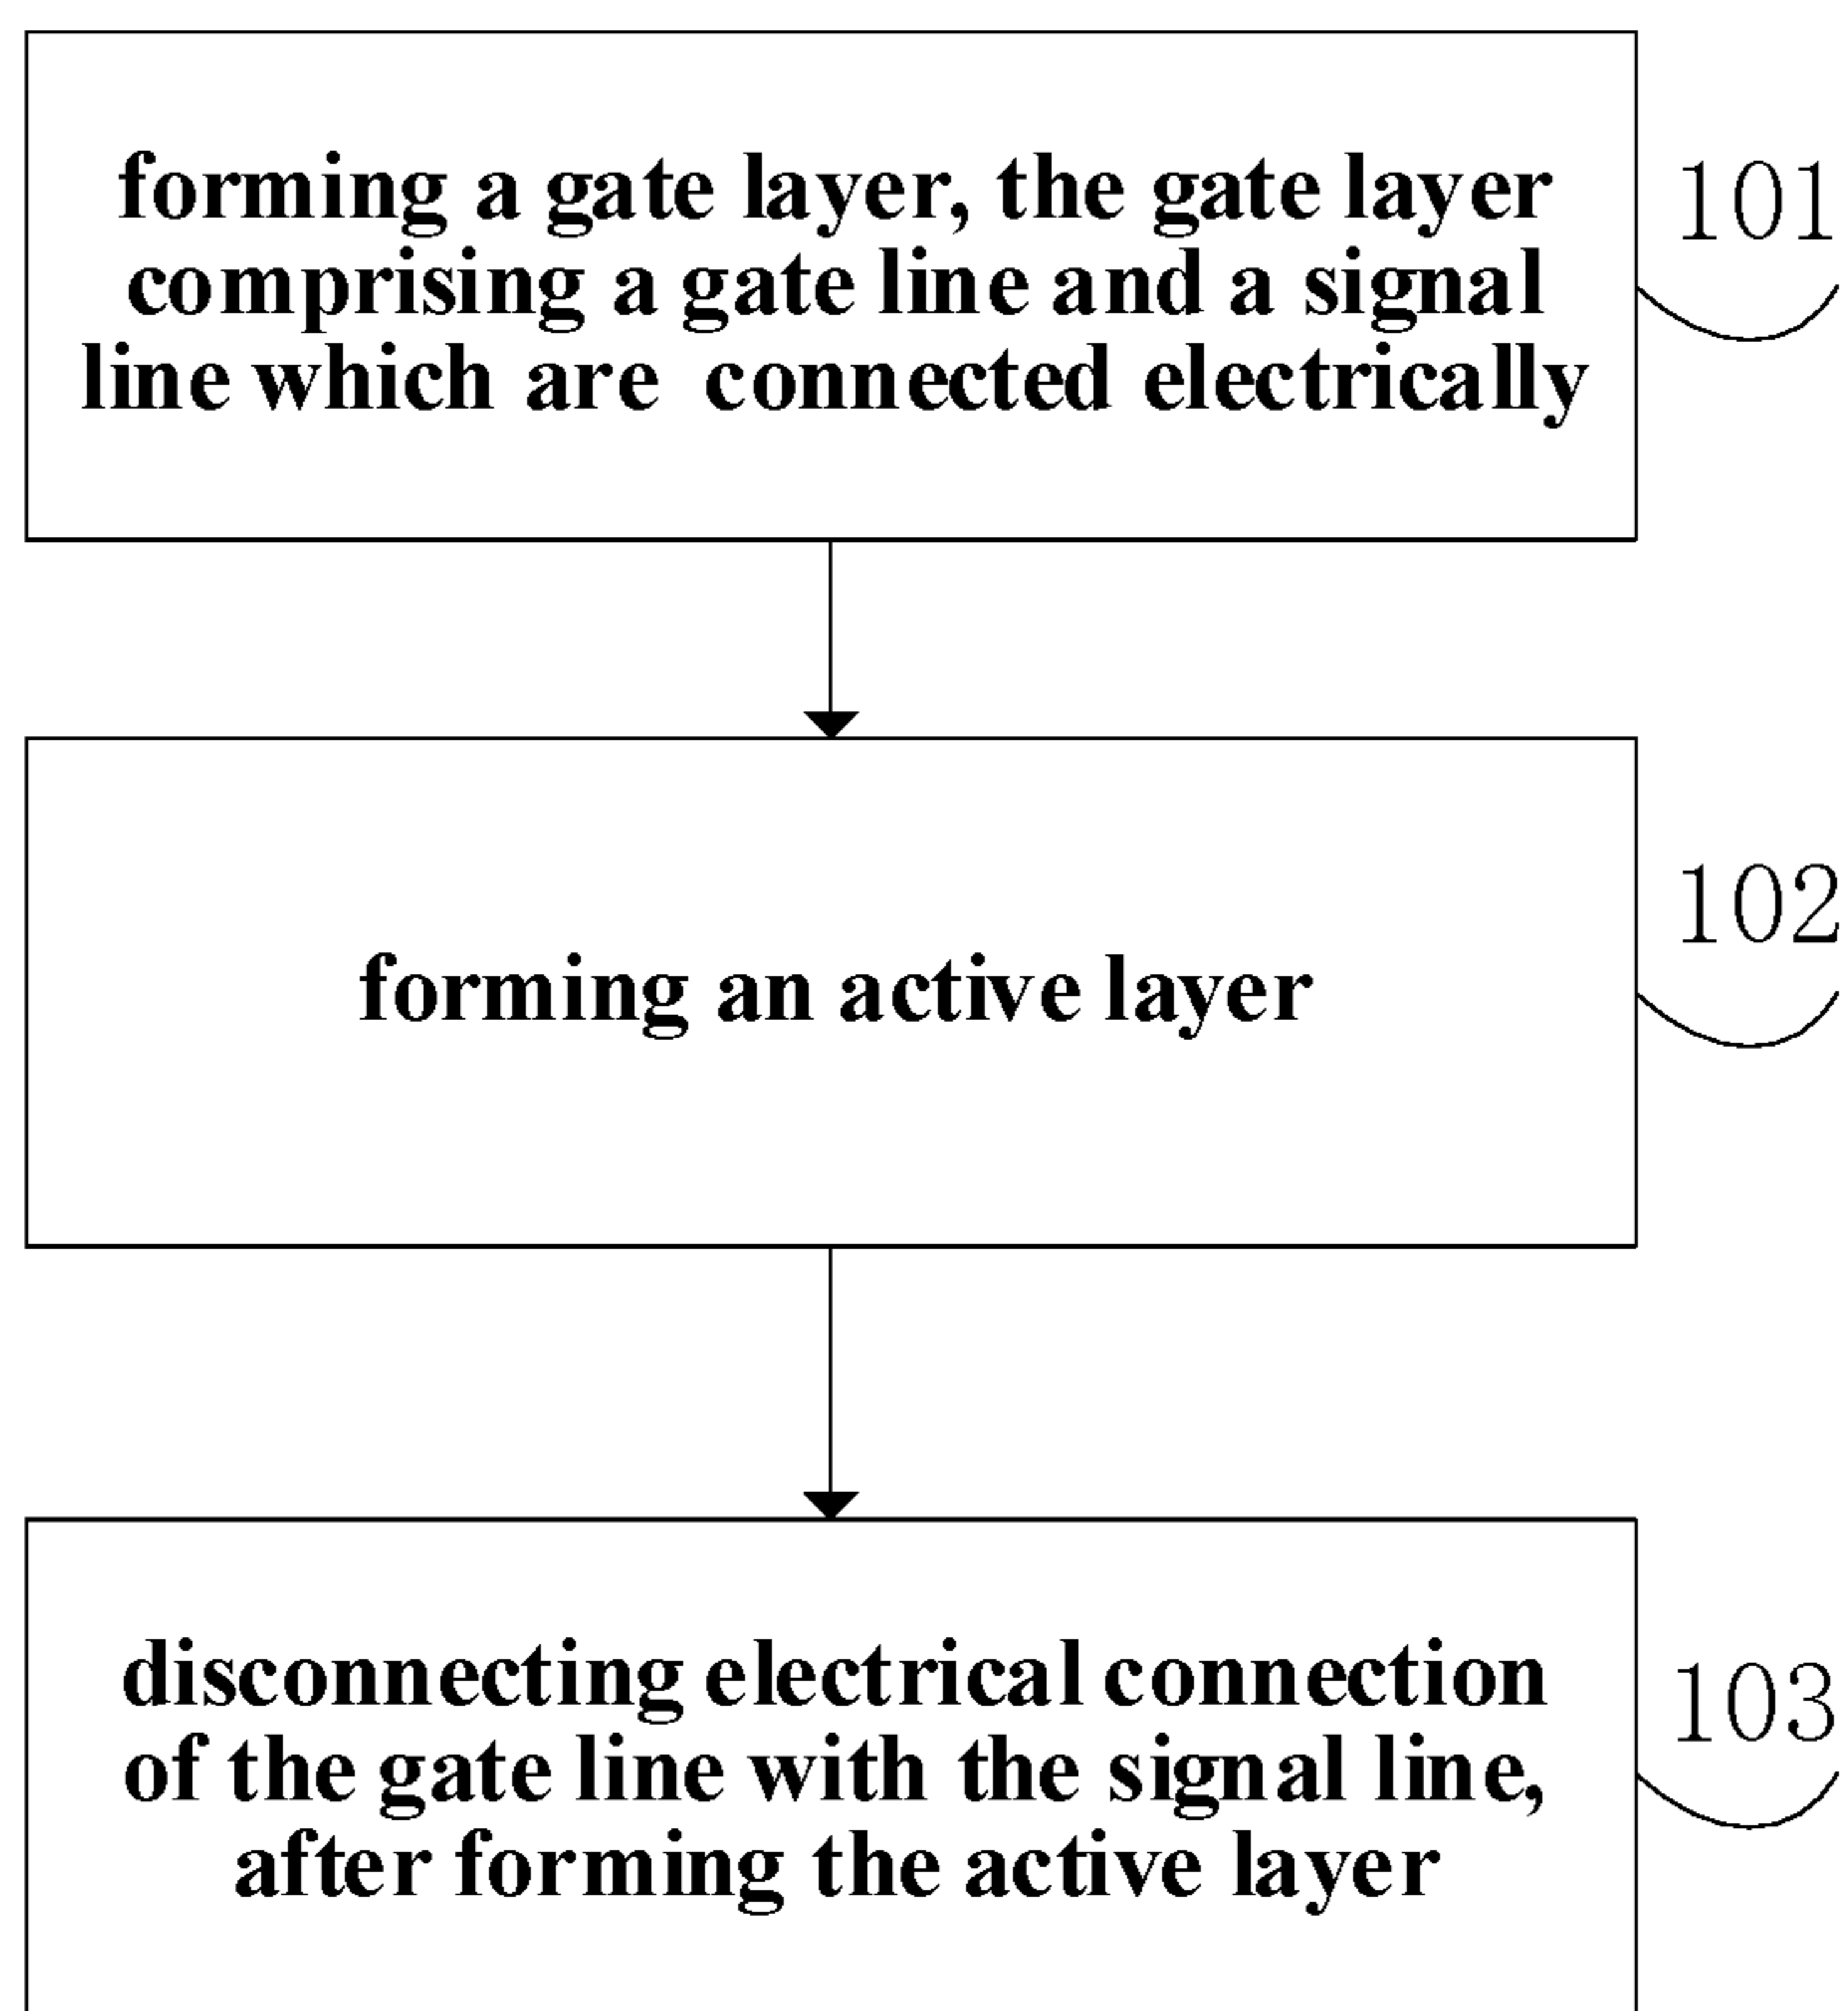 forming a gate layer, the gate layer
comprising a gate line and a signal
line which are connected electrically
101
forming an active layer
102
disconnecting electrical connection
of the gate line with the signal line,
after forming the active layer
103